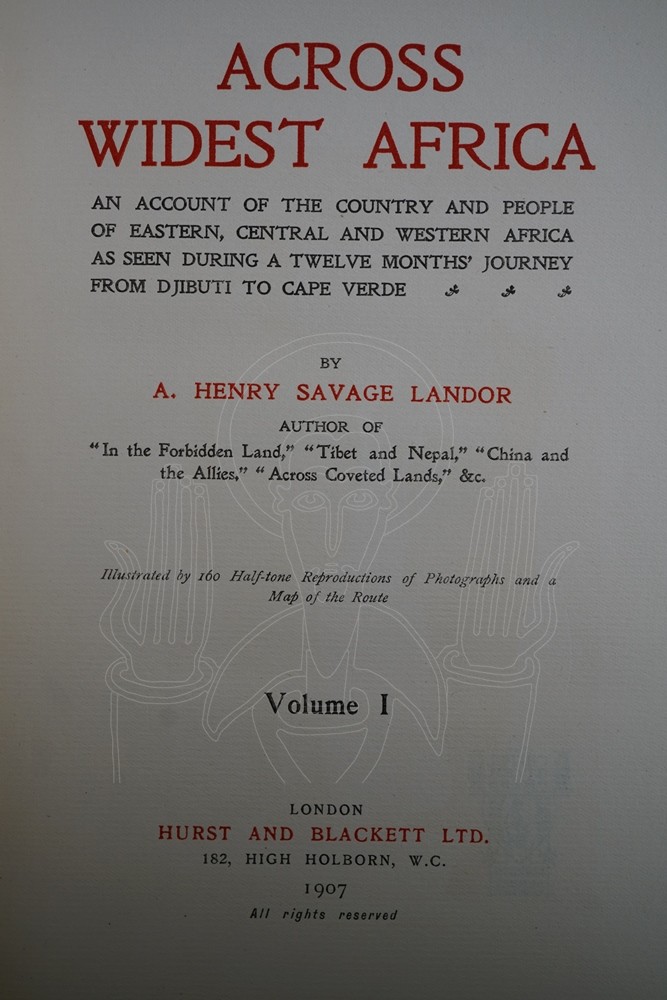 ACROSS
WIDEST AFRICA
AN ACCOUNT OF THE COUNTRY AND PEOPLE
OF EASTERN, CENTRAL AND WESTERN AFRICA
AS SEEN DURING A TWELVE MONTHS' JOURNEY
FROM DJIBUTI TO CAPE VERDE
BY
A. HENRY SAVAGE LANDOR
AUTHOR OF
"In the Forbidden Land," "Tibet and Nepal," "China and
the Allies," "Across Coveted Lands," &c.
Illustrated by 160 Half-tone Reproductions of Photographs and a
Map of the Route
Volume I
LONDON
HURST AND BLACKETT LTD.
182, HIGH HOLBORN, W.C.
1907
All rights reserved